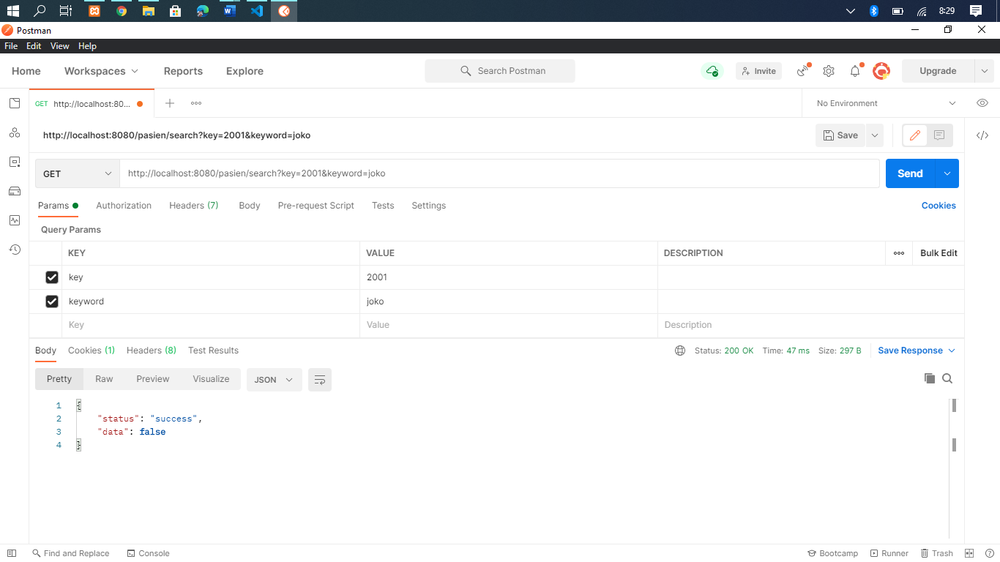 8:29
Postman
File Edit View Help
Home Workspaces Reports Explore Search Postman Invite Upgrade
GET http://localhost:80... No Environment
http://localhost:8080/pasien/search?key=2001&keyword=joko Save
GET http://localhost:8080/pasien/search?key=2001&keyword=joko Send
Params Authorization Headers (7) Body Pre-request Script Tests Settings Cookies
Query Params
KEY VALUE DESCRIPTION Bulk Edit
key 2001
keyword joko
Key Value Description
Body Cookies (1) Headers (8) Test Results Status: 200 OK Time: 47 ms Size: 297 B Save Response
Pretty Raw Preview Visualize JSON
1 {
2 "status": "success",
3 "data": false
4 }
Find and Replace Console Bootcamp Runner Trash